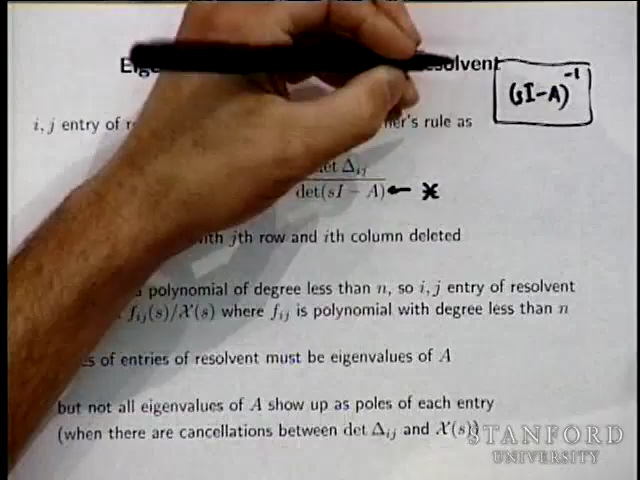 Eige esolvent
(sI−A)⁻¹
i, j entry of r er's rule as
det Δij
det(sI − A) ← 𝒳
with jth row and ith column deleted
polynomial of degree less than n, so i, j entry of resolvent
fij(s)/𝒳(s) where fij is polynomial with degree less than n
es of entries of resolvent must be eigenvalues of A
but not all eigenvalues of A show up as poles of each entry
(when there are cancellations between det Δij and 𝒳(s))
STANFORD
UNIVERSITY